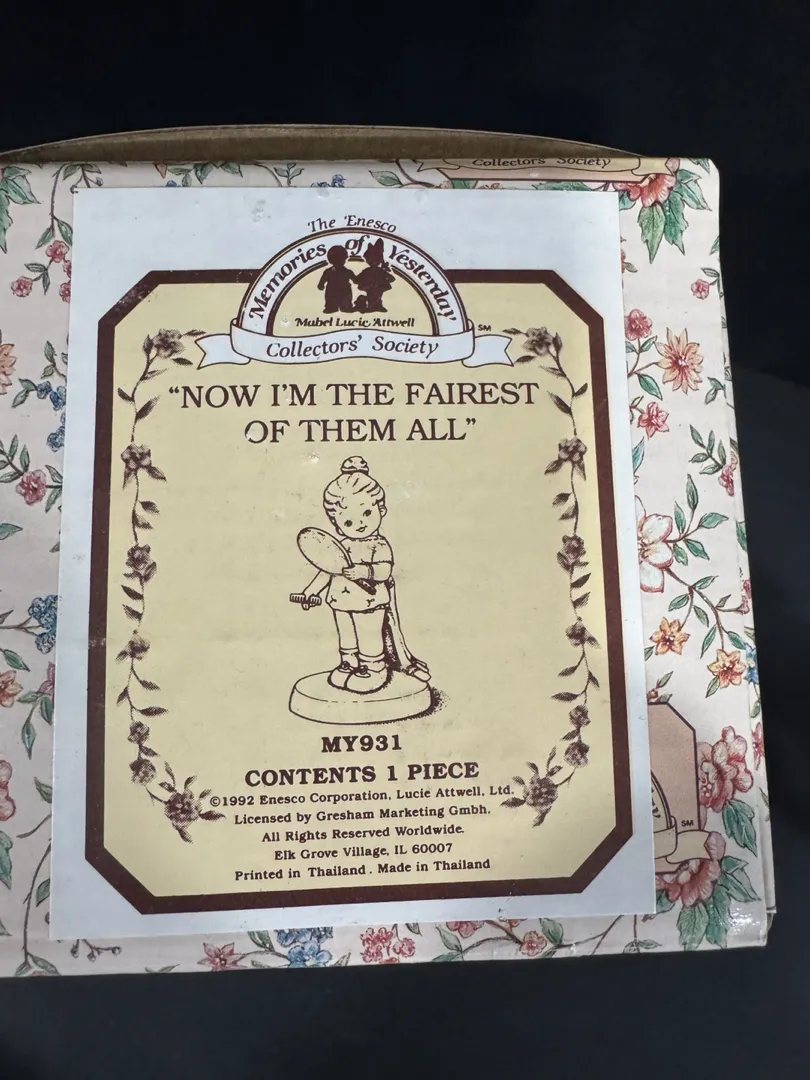 Collectors' Society
The Enesco
Memories of Yesterday
Mabel Lucie Attwell
SM
Collectors' Society
"NOW I'M THE FAIREST
OF THEM ALL"
MY931
CONTENTS 1 PIECE
©1992 Enesco Corporation, Lucie Attwell, Ltd.
Licensed by Gresham Marketing Gmbh.
All Rights Reserved Worldwide.
Elk Grove Village, IL 60007
Printed in Thailand. Made in Thailand
SM